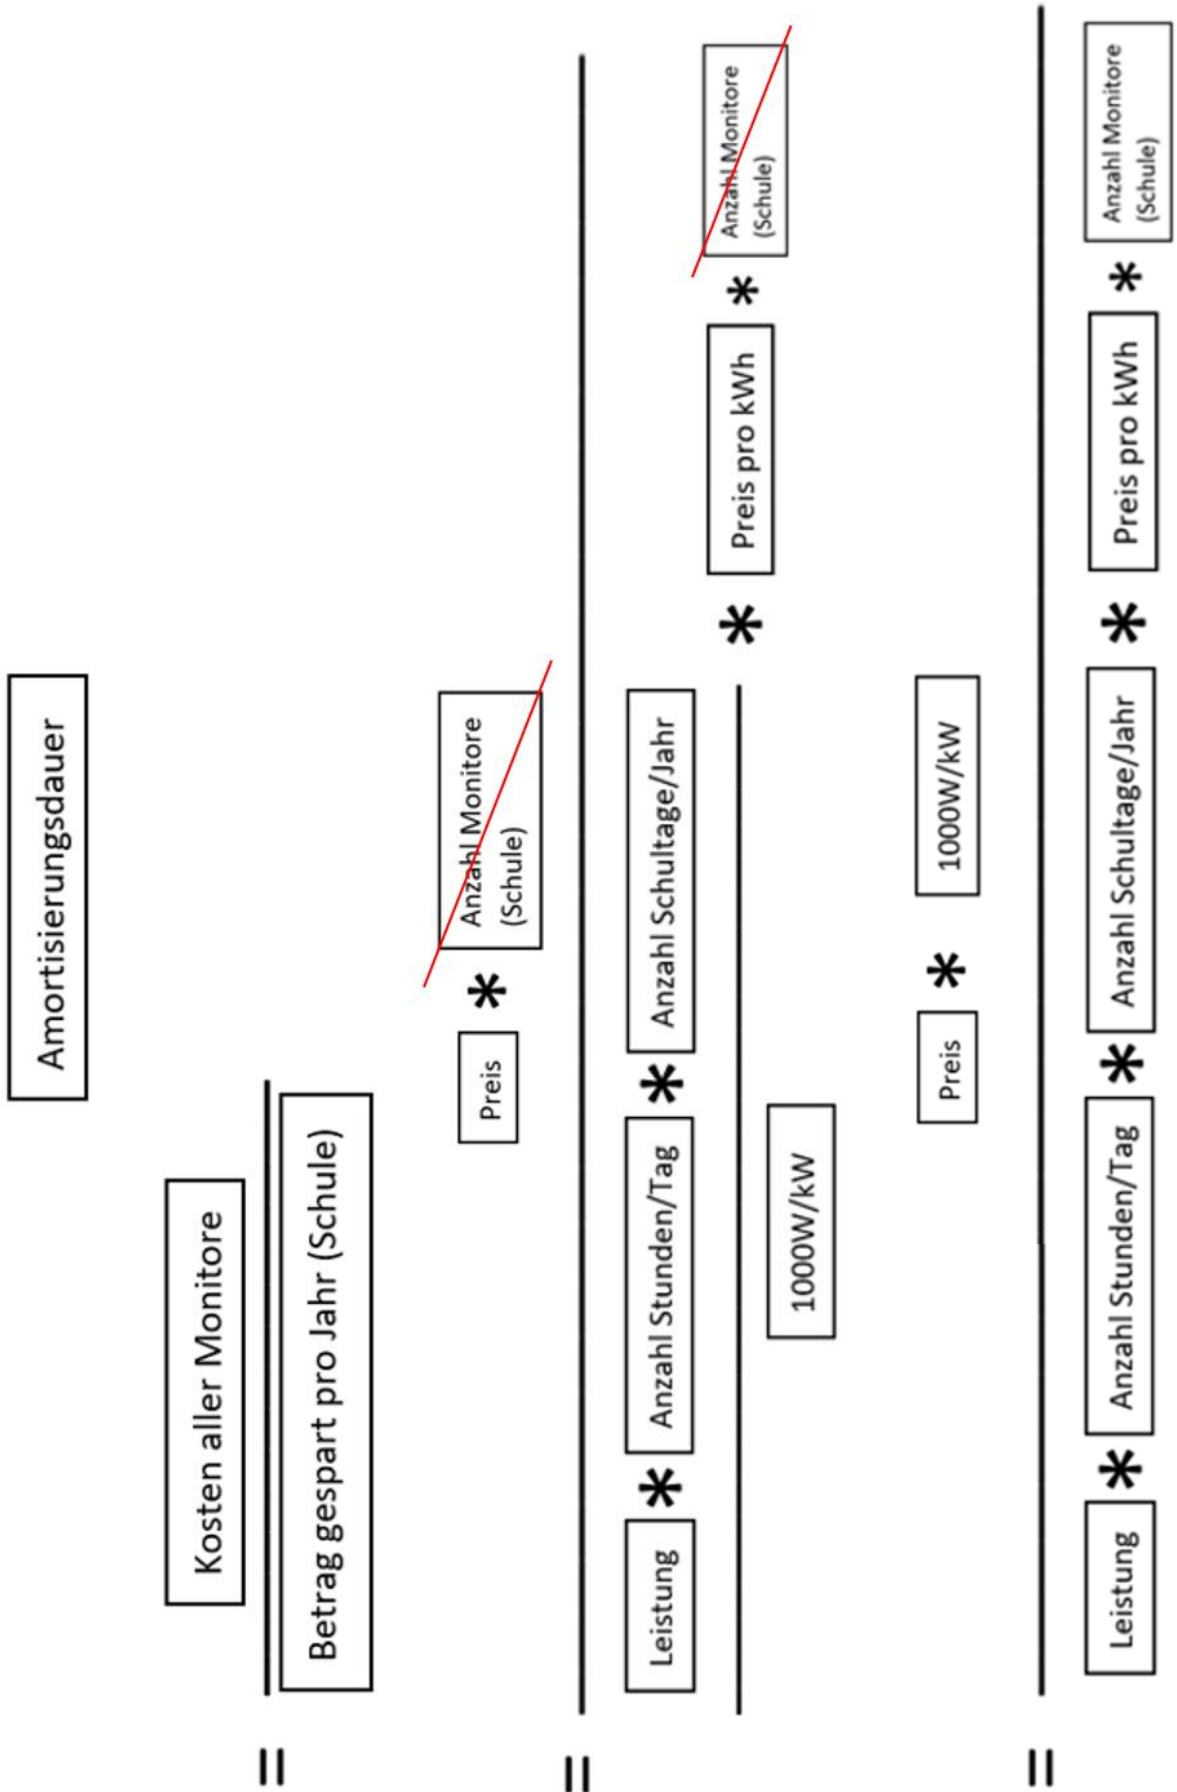 Amortisierungsdauer
Kosten aller Monitore
=
Betrag gespart pro Jahr (Schule)
Preis * Anzahl Monitore
(Schule)
=
Leistung * Anzahl Stunden/Tag * Anzahl Schultage/Jahr
* Preis pro kWh * Anzahl Monitore
(Schule)
1000W/kW
Preis * 1000W/kW
=
Leistung * Anzahl Stunden/Tag * Anzahl Schultage/Jahr * Preis pro kWh * Anzahl Monitore
(Schule)